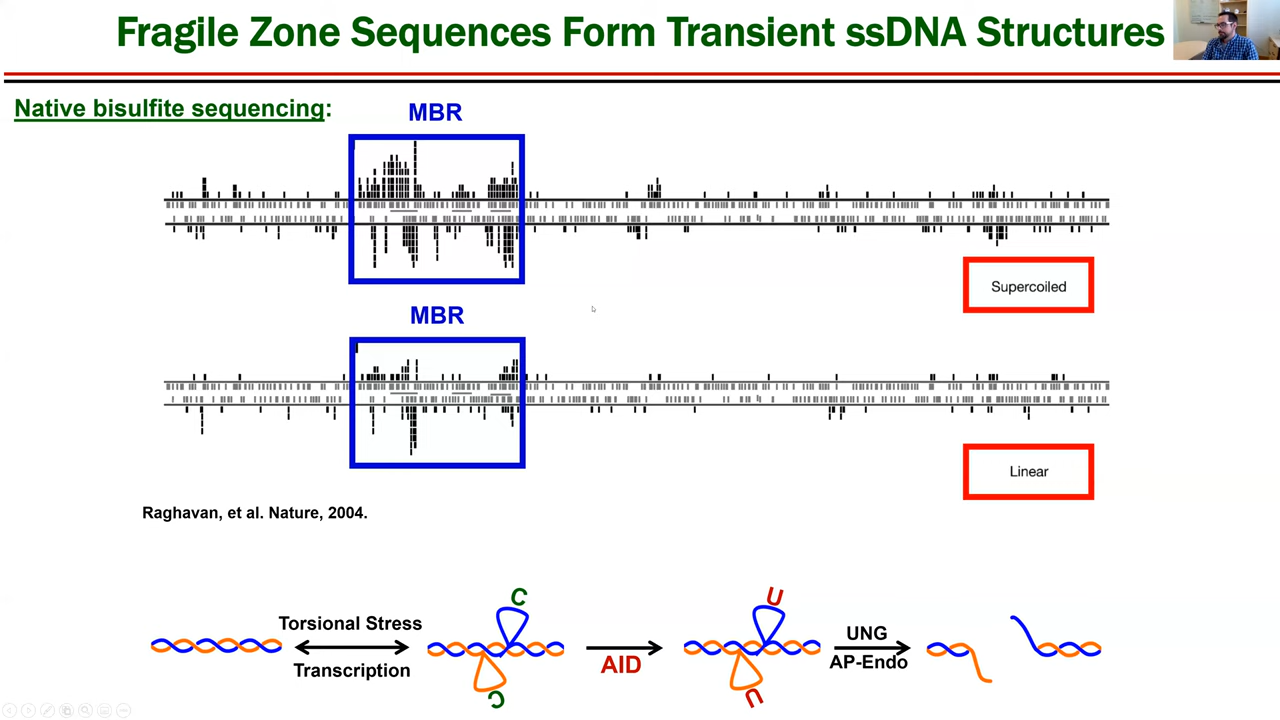 Fragile Zone Sequences Form Transient ssDNA Structures
Native bisulfite sequencing:
MBR
Supercoiled
MBR
Linear
Raghavan, et al. Nature, 2004.
Torsional Stress
Transcription
C
C
AID
U
U
UNG
AP-Endo